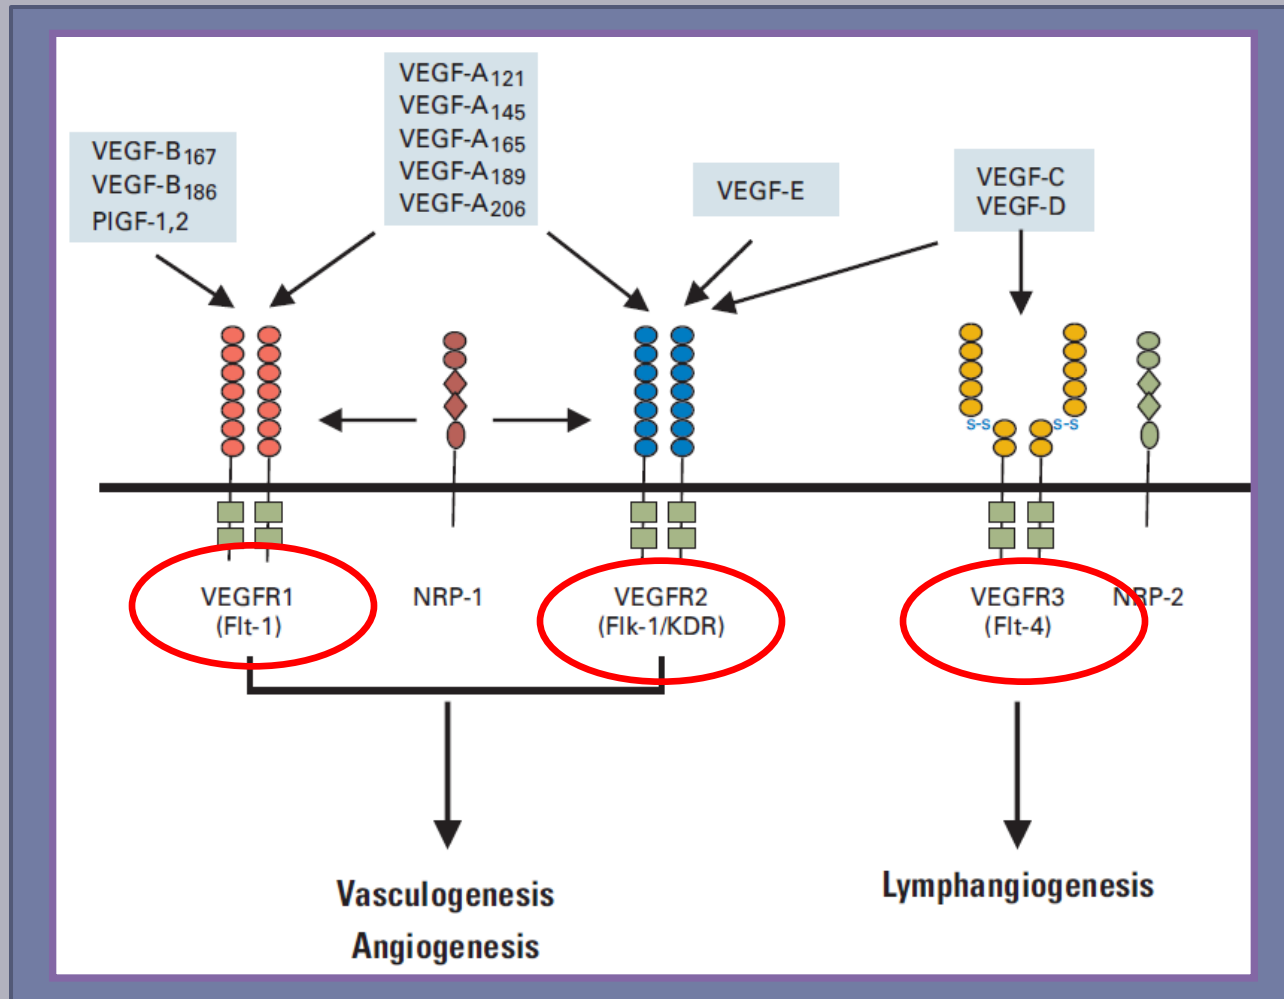 VEGF-A121
VEGF-A145
VEGF-A165
VEGF-A189
VEGF-A206
VEGF-B167
VEGF-B186
PIGF-1,2
VEGF-E
VEGF-C
VEGF-D
S-S
S-S
VEGFR1
(Flt-1)
NRP-1
VEGFR2
(Flk-1/KDR)
VEGFR3
(Flt-4)
NRP-2
Vasculogenesis
Angiogenesis
Lymphangiogenesis